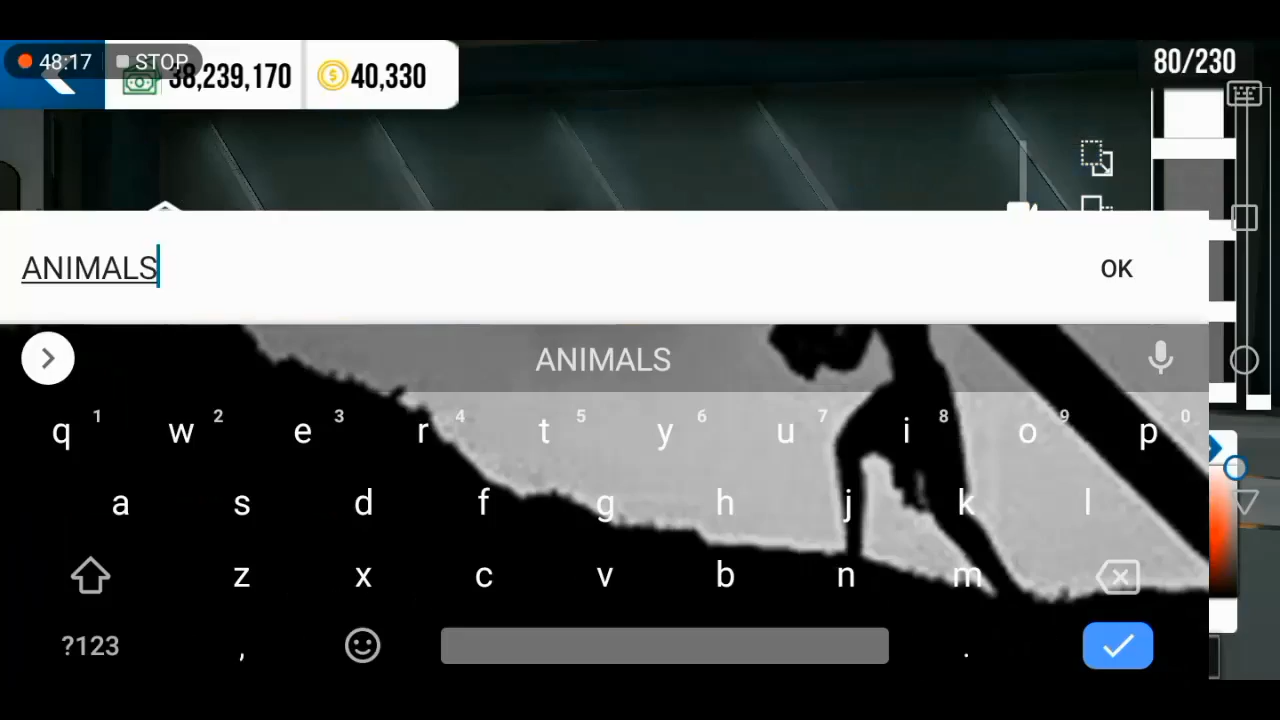 48:17 STOP 38,239,170 40,330 80/230
ANIMALS OK
ANIMALS
q 1 w 2 e 3 r 4 t 5 y 6 u 7 i 8 o 9 p 0
a s d f g h j k l
z x c v b n m
?123 , .